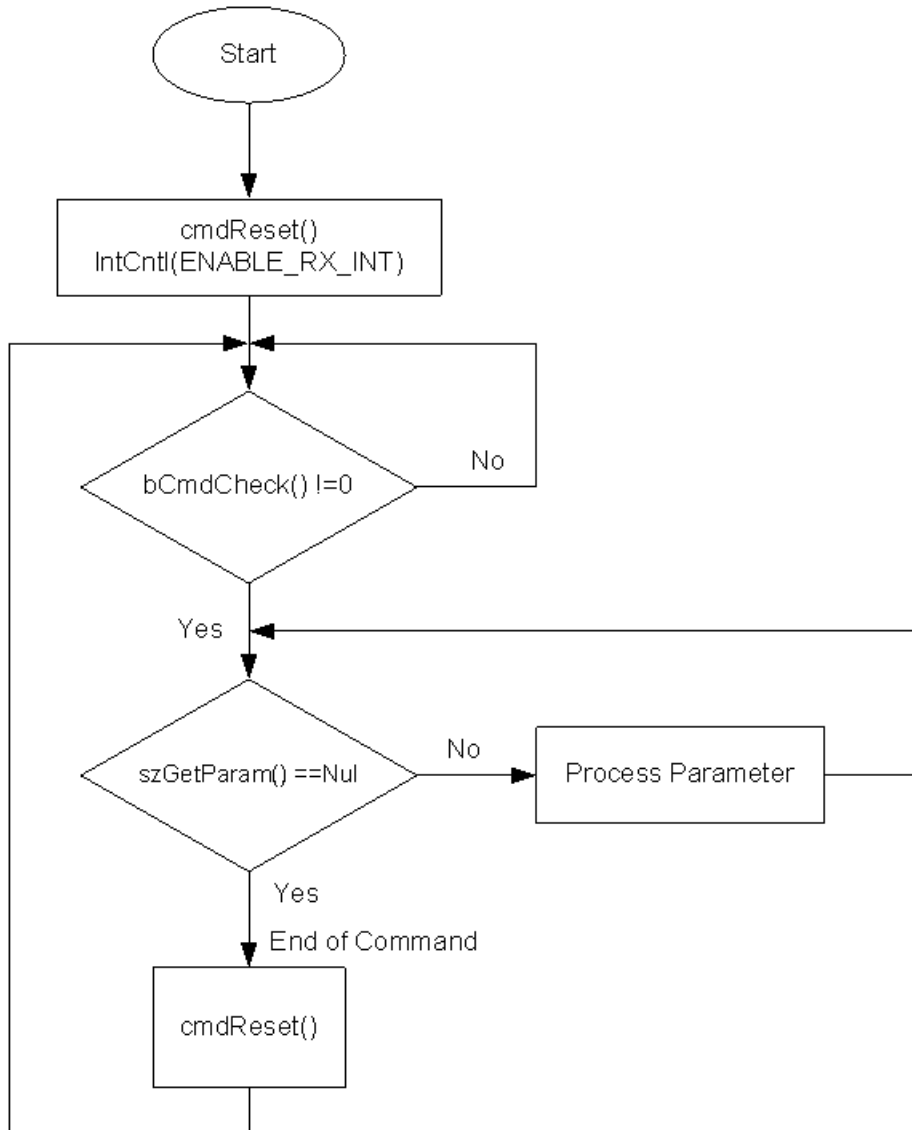 Start
cmdReset()
IntCntl(ENABLE_RX_INT)
No
bCmdCheck() !=0
Yes
No
szGetParam() ==Nul
Process Parameter
Yes
End of Command
cmdReset()